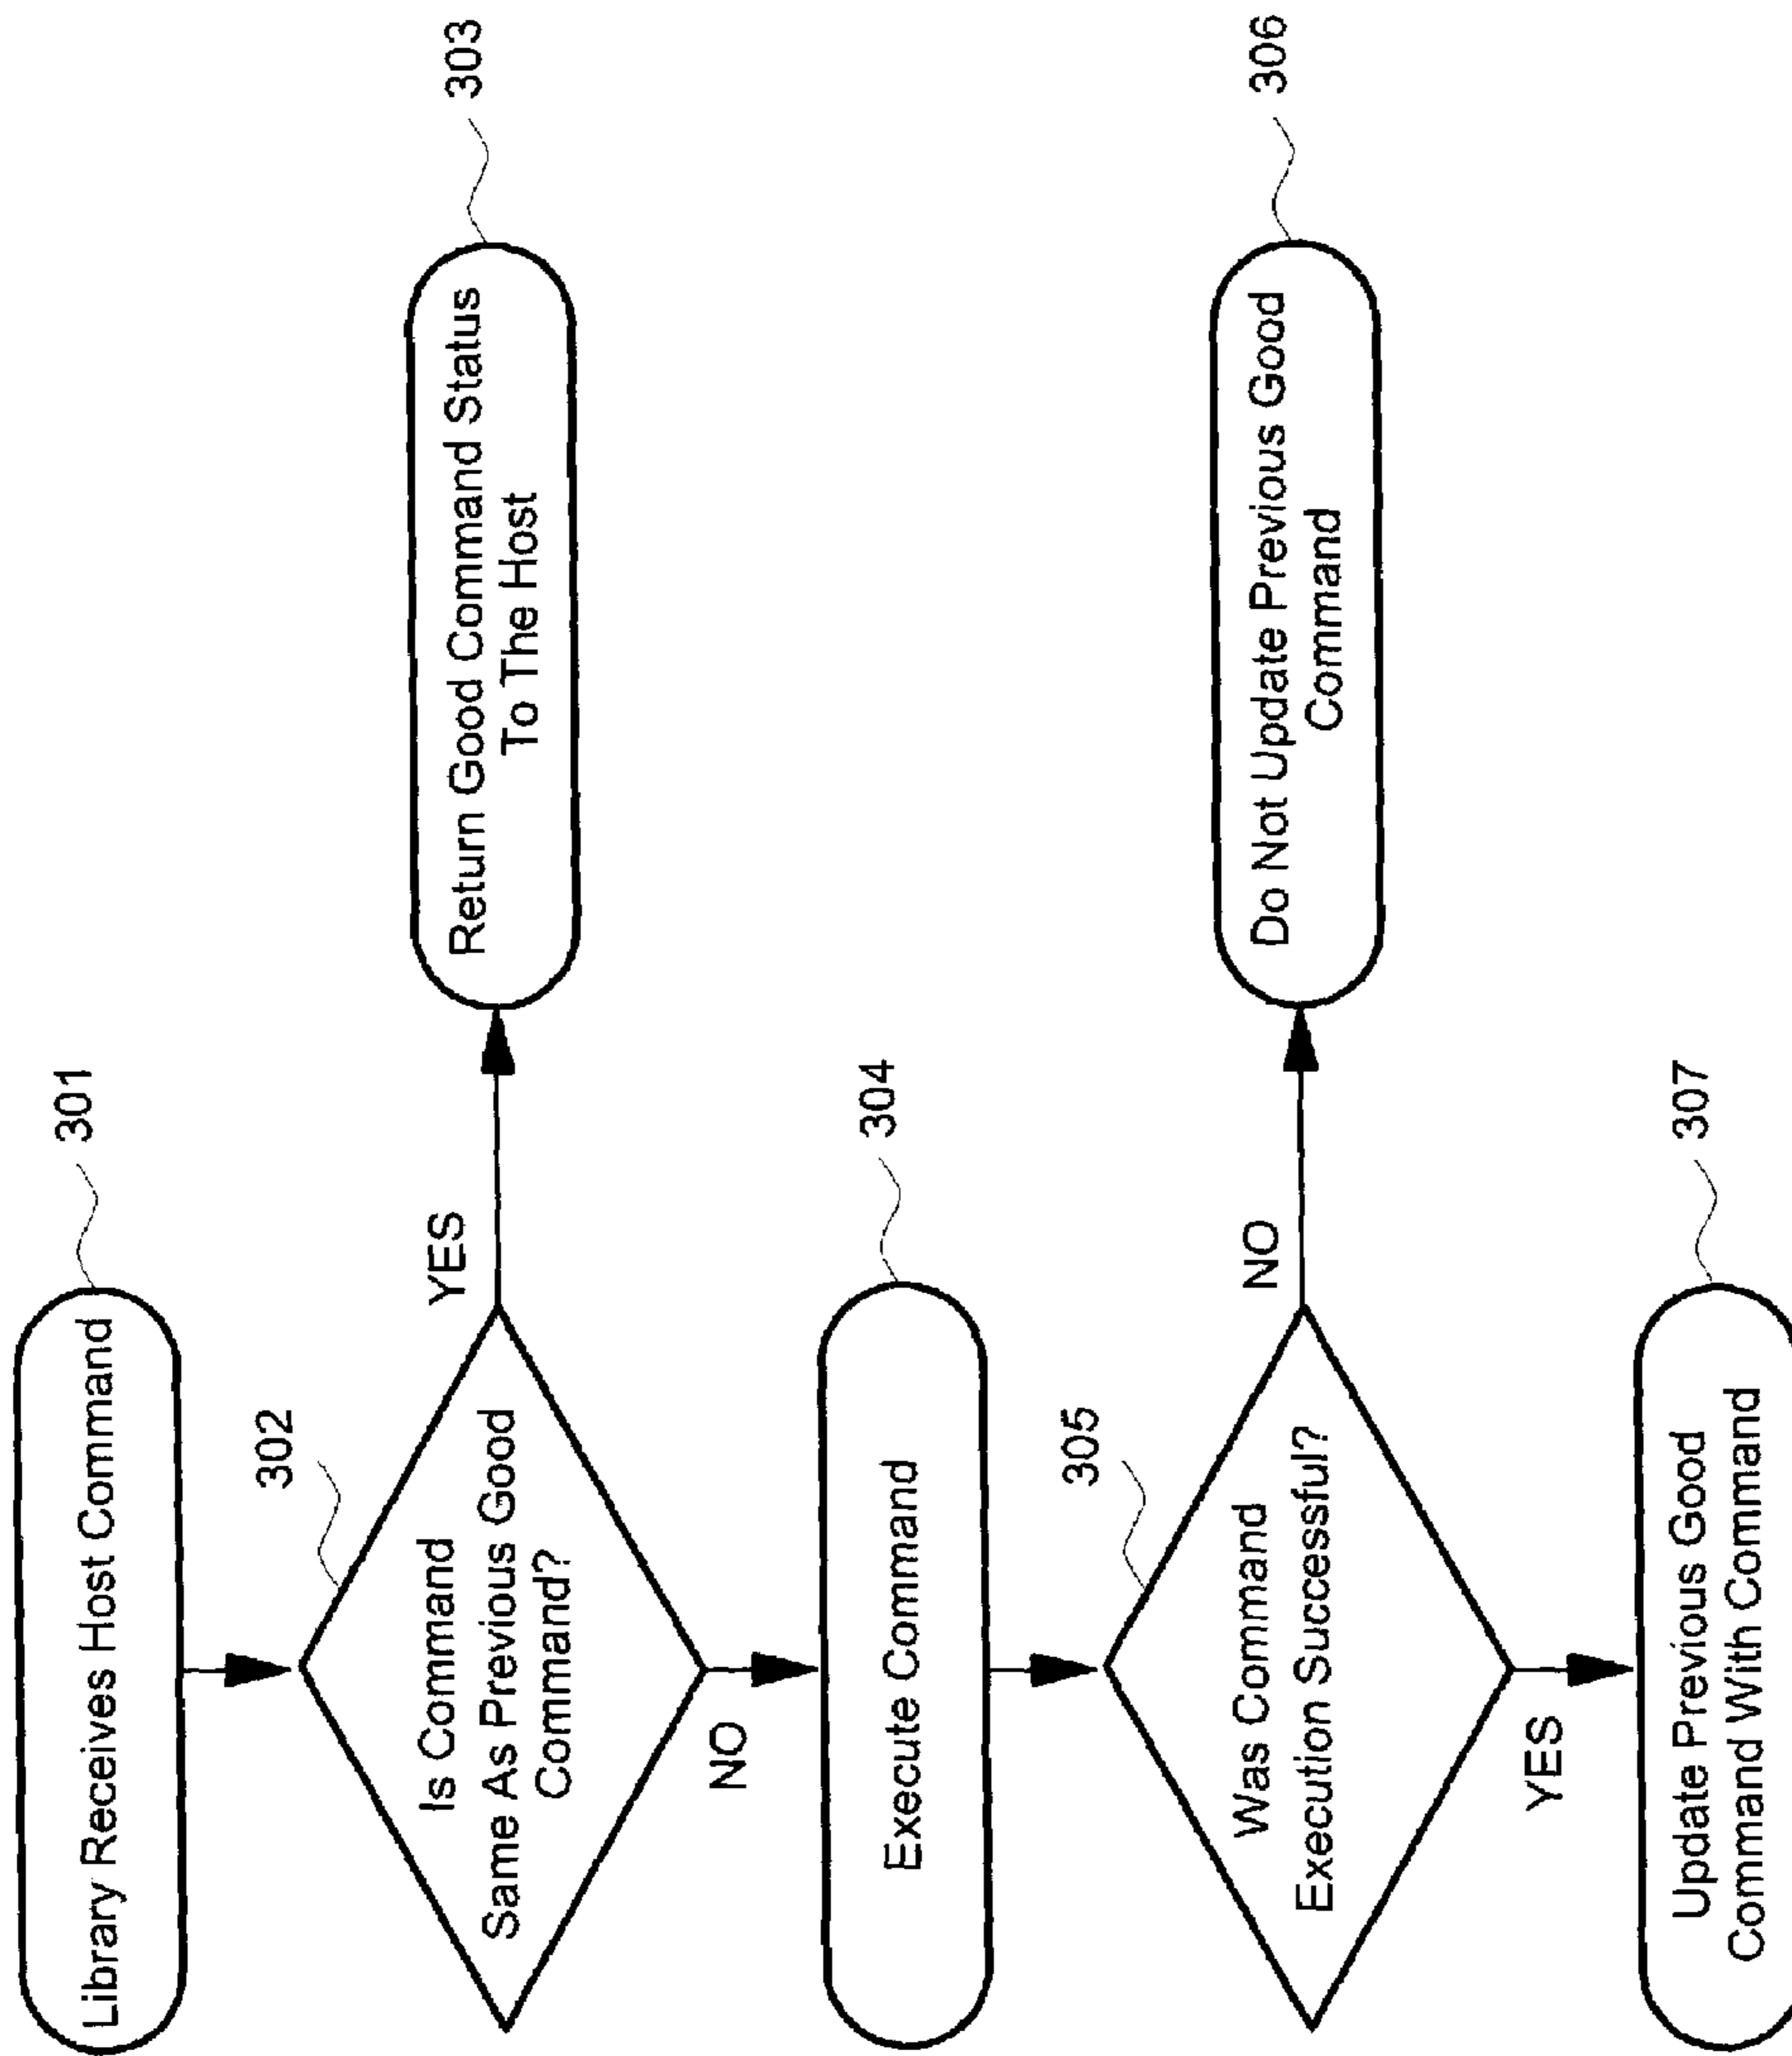 Library Receives Host Command
301
302
Is Command
Same As Previous Good
Command?
YES
303
Return Good Command Status
To The Host
NO
304
Execute Command
305
Was Command
Execution Successful?
NO
306
Do Not Update Previous Good
Command
YES
307
Update Previous Good
Command With Command